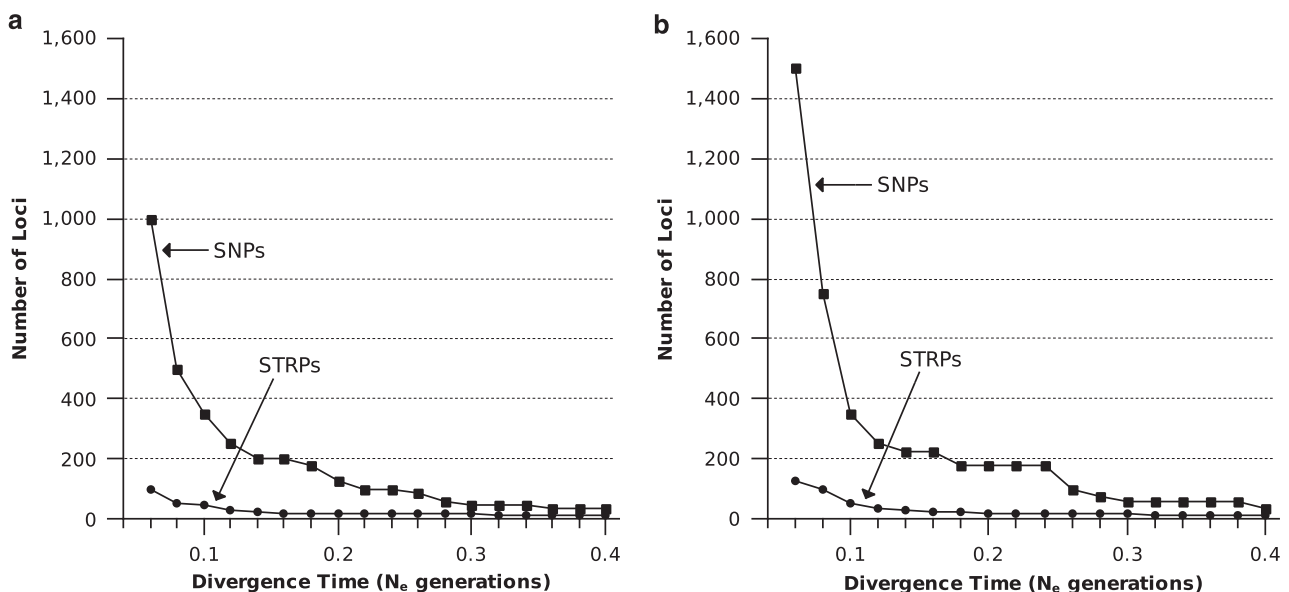 a
1,600
1,400
1,200
1,000
800
600
400
200
0
Number of Loci
SNPs
STRPs
0.1 0.2 0.3 0.4
Divergence Time (Ne generations)
b
1,600
1,400
1,200
1,000
800
600
400
200
0
Number of Loci
SNPs
STRPs
0.1 0.2 0.3 0.4
Divergence Time (Ne generations)